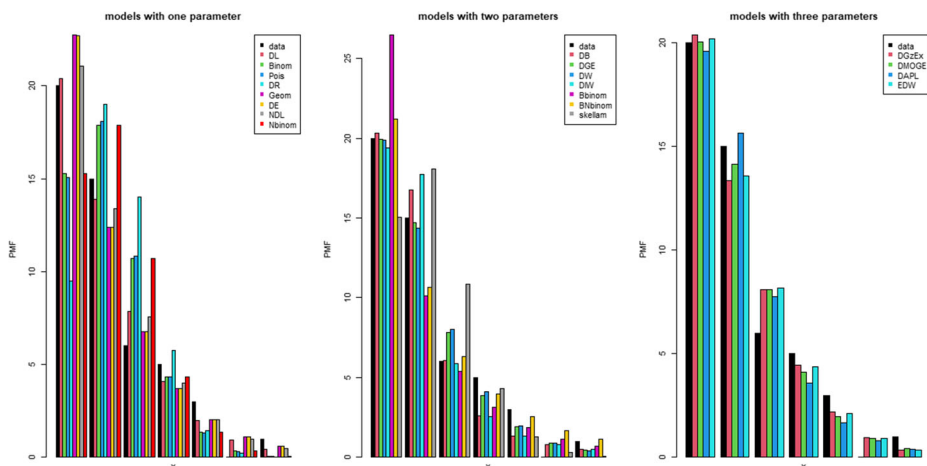 models with one parameter
PMF
0
5
10
15
20
data
DL
Binom
Pois
DR
Geom
DE
NDL
Nbinom
x
models with two parameters
PMF
0
5
10
15
20
25
data
DB
DGE
DW
DIW
Bbinom
BNbinom
skellam
x
models with three parameters
PMF
0
5
10
15
20
data
DGzEx
DMOGE
DAPL
EDW
x